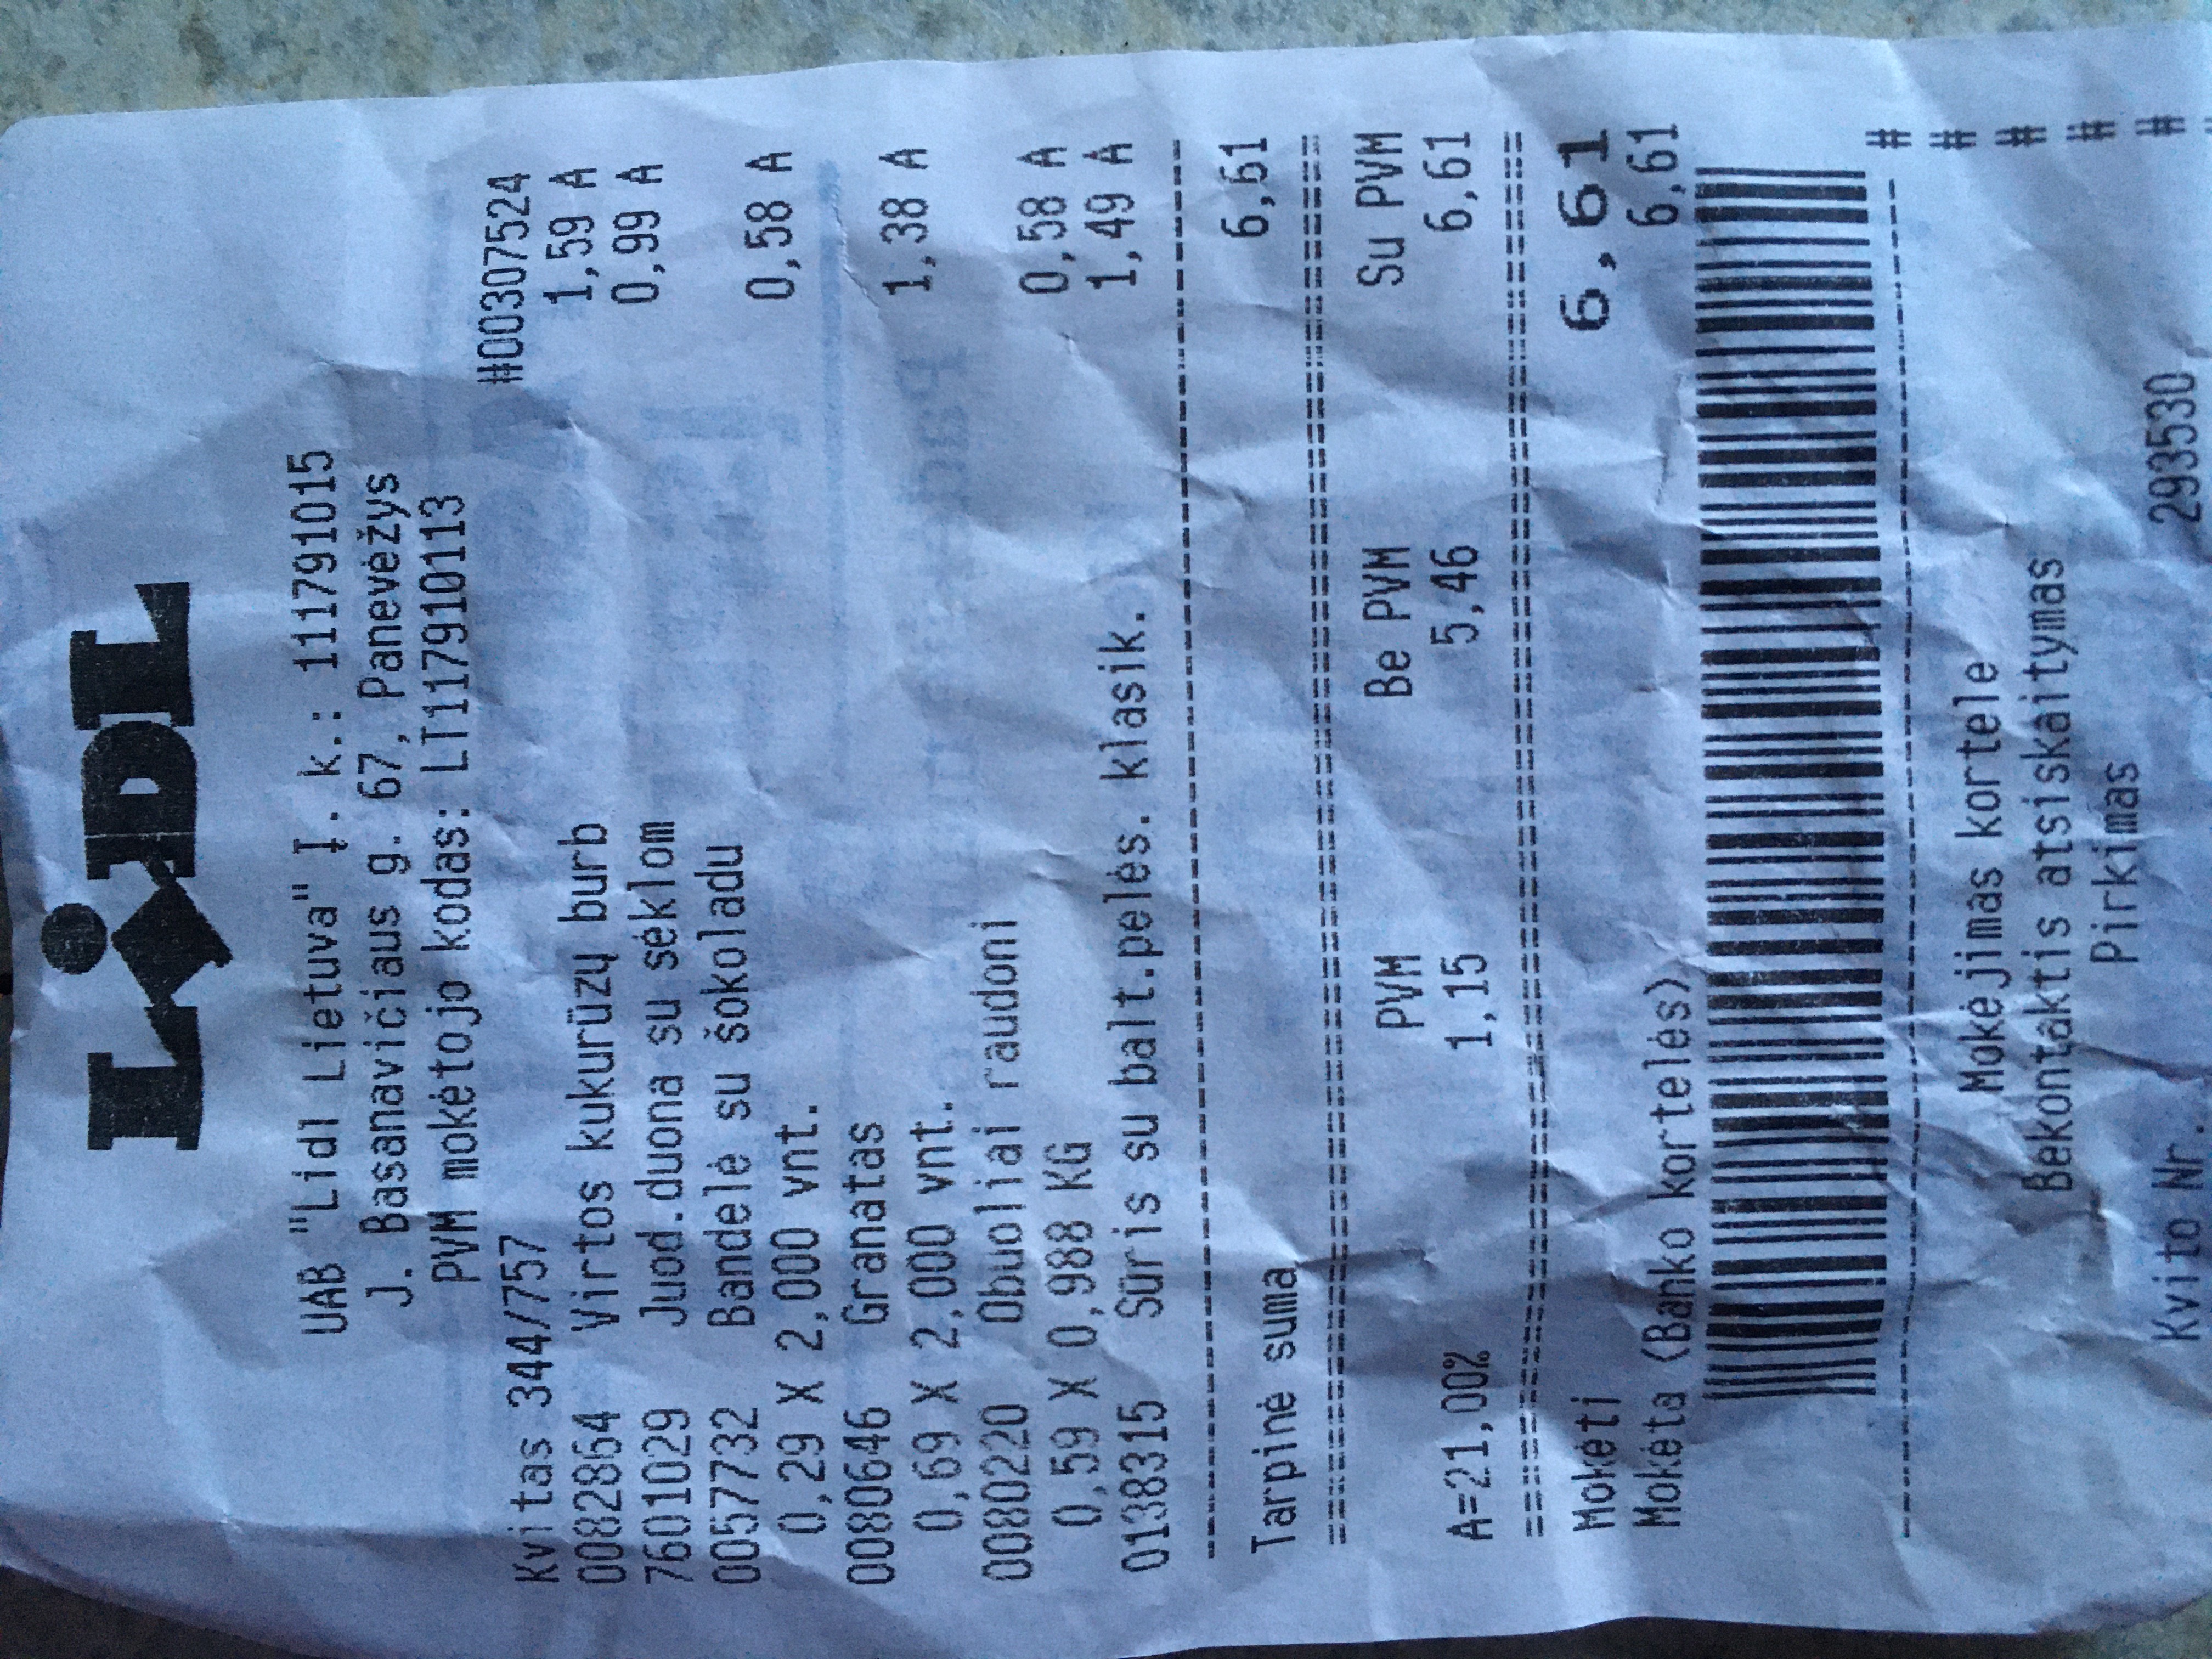 LiDL
UAB "Lidl Lietuva" Į. k.: 111791015
J. Basanavičiaus g. 67, Panevėžys
PVM mokėtojo kodas: LT117910113
Kvitas 344/757 #00307524
0082864 Virtos kukurūzų burb 1,59 A
7601029 Juod.duona su sėklom 0,99 A
0057732 Bandelė su šokoladu
0,29 X 2,000 vnt. 0,58 A
0080646 Granatas
0,69 X 2,000 vnt. 1,38 A
0080220 Obuoliai raudoni
0,59 X 0,988 KG 0,58 A
0138315 Sūris su balt.pelės. klasik. 1,49 A
Tarpinė suma 6,61
PVM Be PVM Su PVM
A=21,00% 1,15 5,46 6,61
Mokėti 6,61
Mokėta (Banko kortelės) 6,61
#
#
#
#
#
Mokėjimas kortele
Bekontaktis atsiskaitymas
Pirkimas
Kvito Nr. 293530